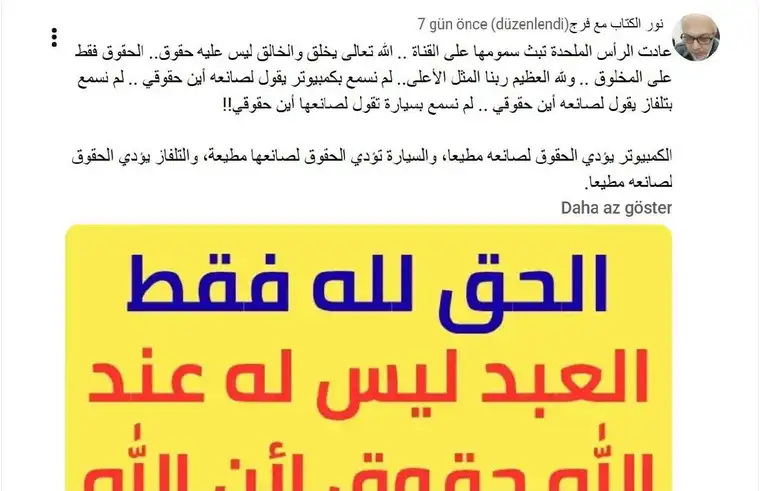 نور الكتاب مع فرج(düzenlendi) 7 gün önce
عادت الرأس الملحدة تبث سمومها على القناة .. الله تعالى يخلق والخالق ليس عليه حقوق.. الحقوق فقط
على المخلوق .. ولله العظيم ربنا المثل الأعلى.. لم نسمع بكمبيوتر يقول لصانعه أين حقوقي .. لم نسمع
بتلفاز يقول لصانعه أين حقوقي .. لم نسمع بسيارة تقول لصانعها أين حقوقي!!
الكمبيوتر يؤدي الحقوق لصانعه مطيعا، والسيارة تؤدي الحقوق لصانعها مطيعة، والتلفاز يؤدي الحقوق
لصانعه مطيعا.
Daha az göster
الحق لله فقط
العبد ليس له عند
الله حقوق لأن الله